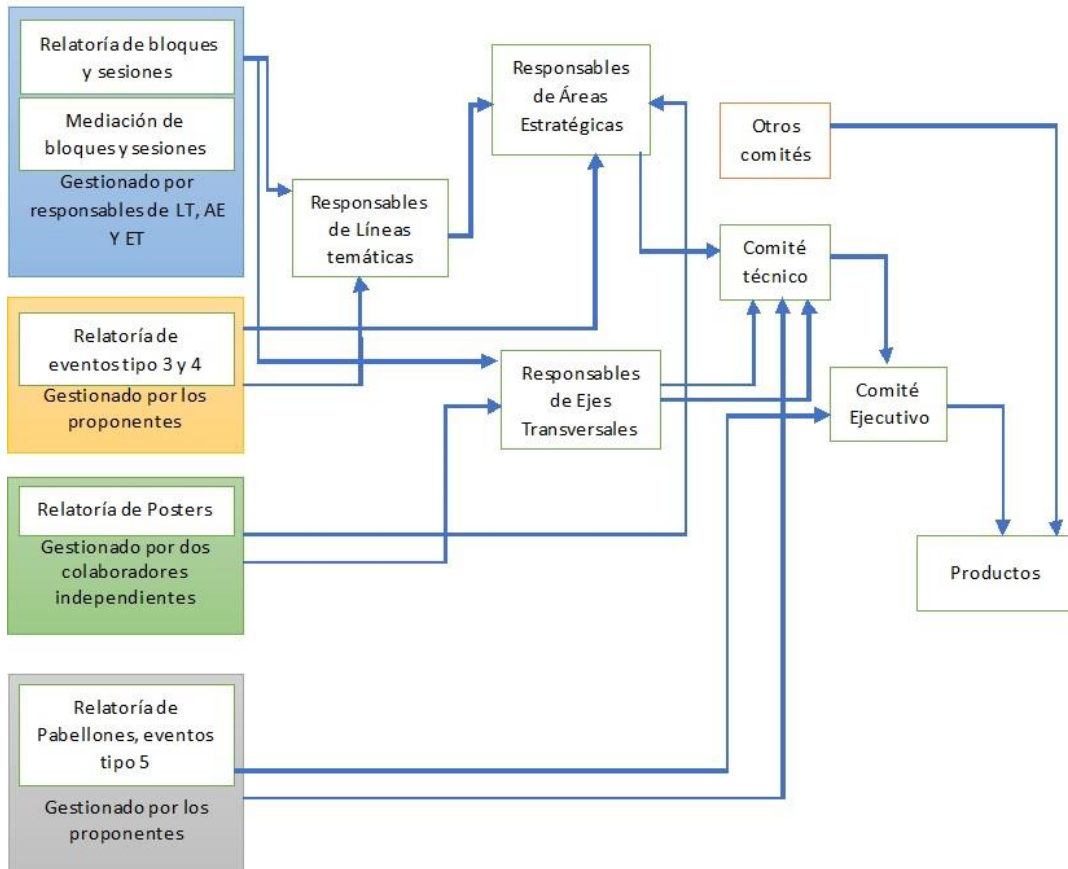 Relatoría de bloques
y sesiones
Mediación de
bloques y sesiones
Gestionado por
responsables de LT, AE
Y ET
Relatoría de
eventos tipo 3 y 4
Gestionado por los
proponentes
Relatoría de Posters
Gestionado por dos
colaboradores
independientes
Relatoría de
Pabellones, eventos
tipo 5
Gestionado por los
proponentes
Responsables
de Líneas
temáticas
Responsables
de Áreas
Estratégicas
Responsables
de Ejes
Transversales
Otros
comités
Comité
técnico
Comité
Ejecutivo
Productos